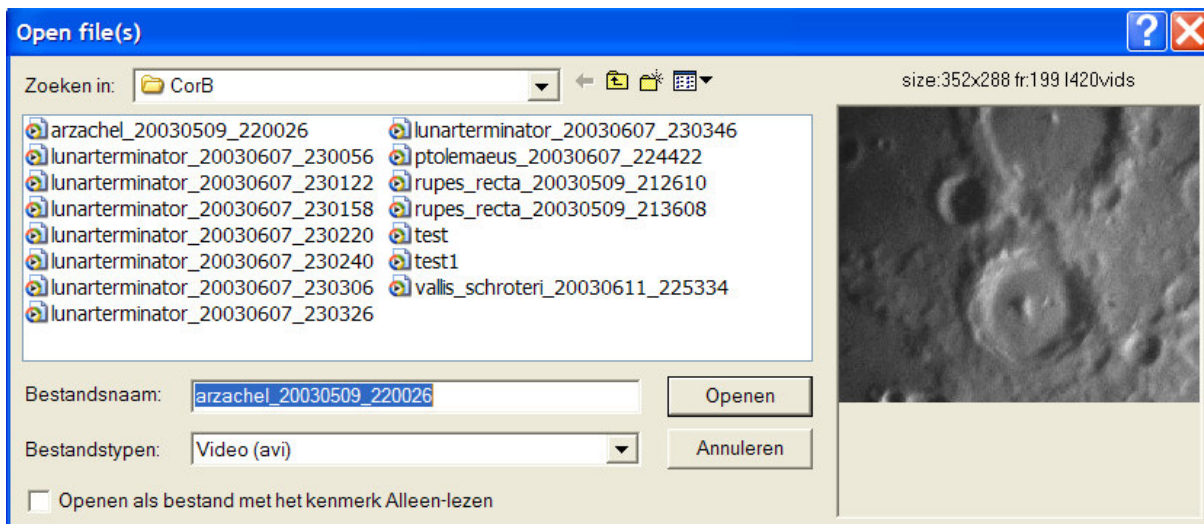 Open file(s)
Zoeken in: CorB
size:352x288 fr:199 I420vids
arzachel_20030509_220026
lunarterminator_20030607_230056
lunarterminator_20030607_230122
lunarterminator_20030607_230158
lunarterminator_20030607_230220
lunarterminator_20030607_230240
lunarterminator_20030607_230306
lunarterminator_20030607_230326
lunarterminator_20030607_230346
ptolemaeus_20030607_224422
rupes_recta_20030509_212610
rupes_recta_20030509_213608
test
test1
vallis_schroteri_20030611_225334
Bestandsnaam: arzachel_20030509_220026 Openen
Bestandstypen: Video (avi) Annuleren
Openen als bestand met het kenmerk Alleen-lezen